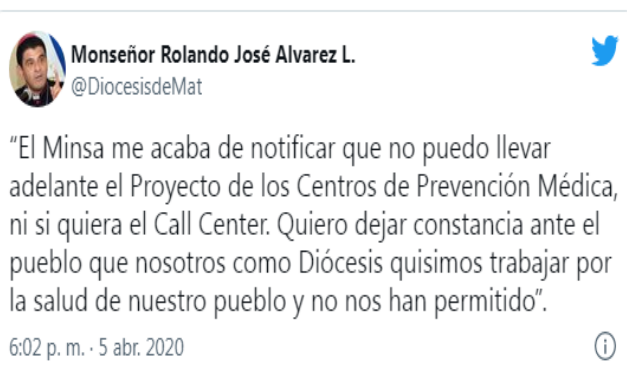 Monseñor Rolando José Alvarez L.
@DiocesisdeMat
“El Minsa me acaba de notificar que no puedo llevar
adelante el Proyecto de los Centros de Prevención Médica,
ni si quiera el Call Center. Quiero dejar constancia ante el
pueblo que nosotros como Diócesis quisimos trabajar por
la salud de nuestro pueblo y no nos han permitido”.
6:02 p. m. · 5 abr. 2020